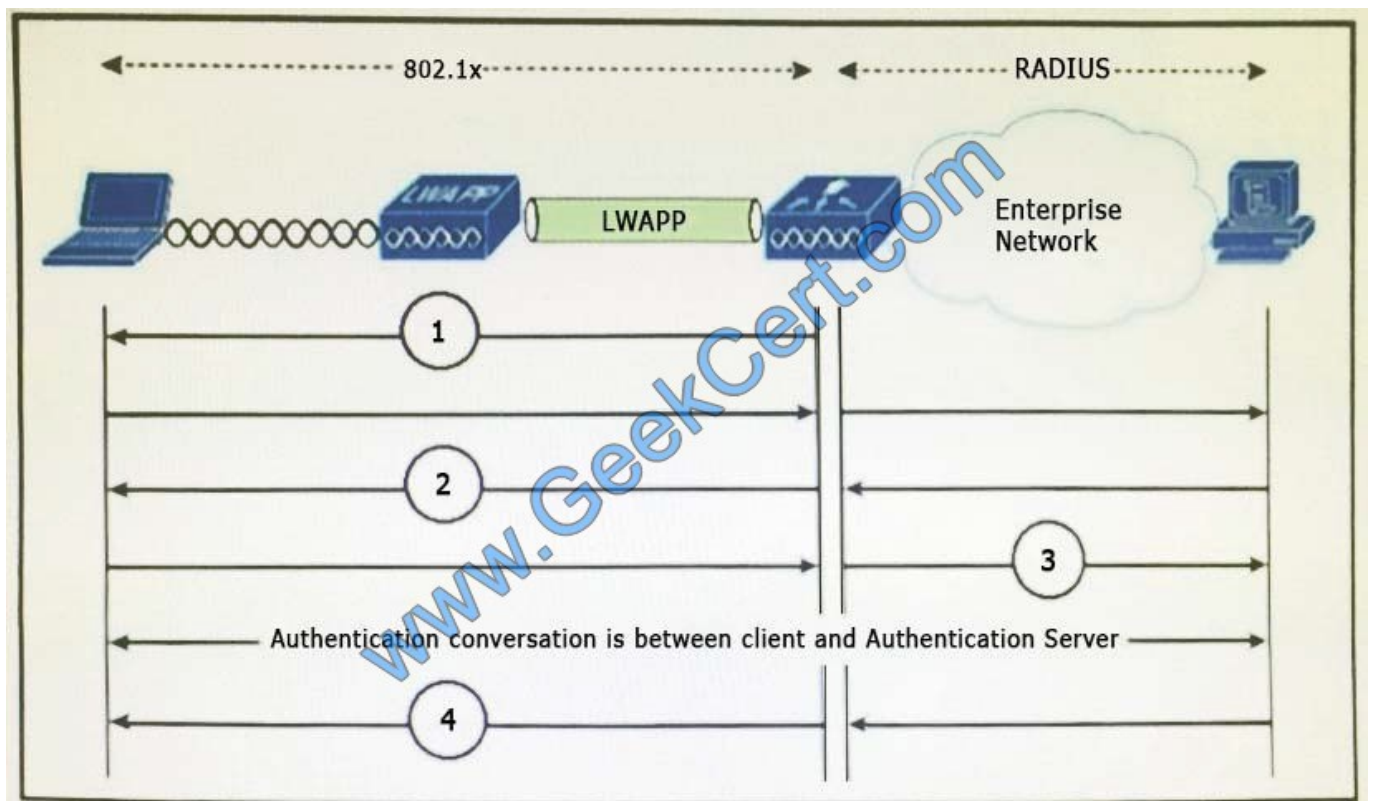 802.1x
RADIUS
LWAPP
LWAPP
Enterprise
Network
1
2
3
Authentication conversation is between client and Authentication Server
4
www.GeekCert.com